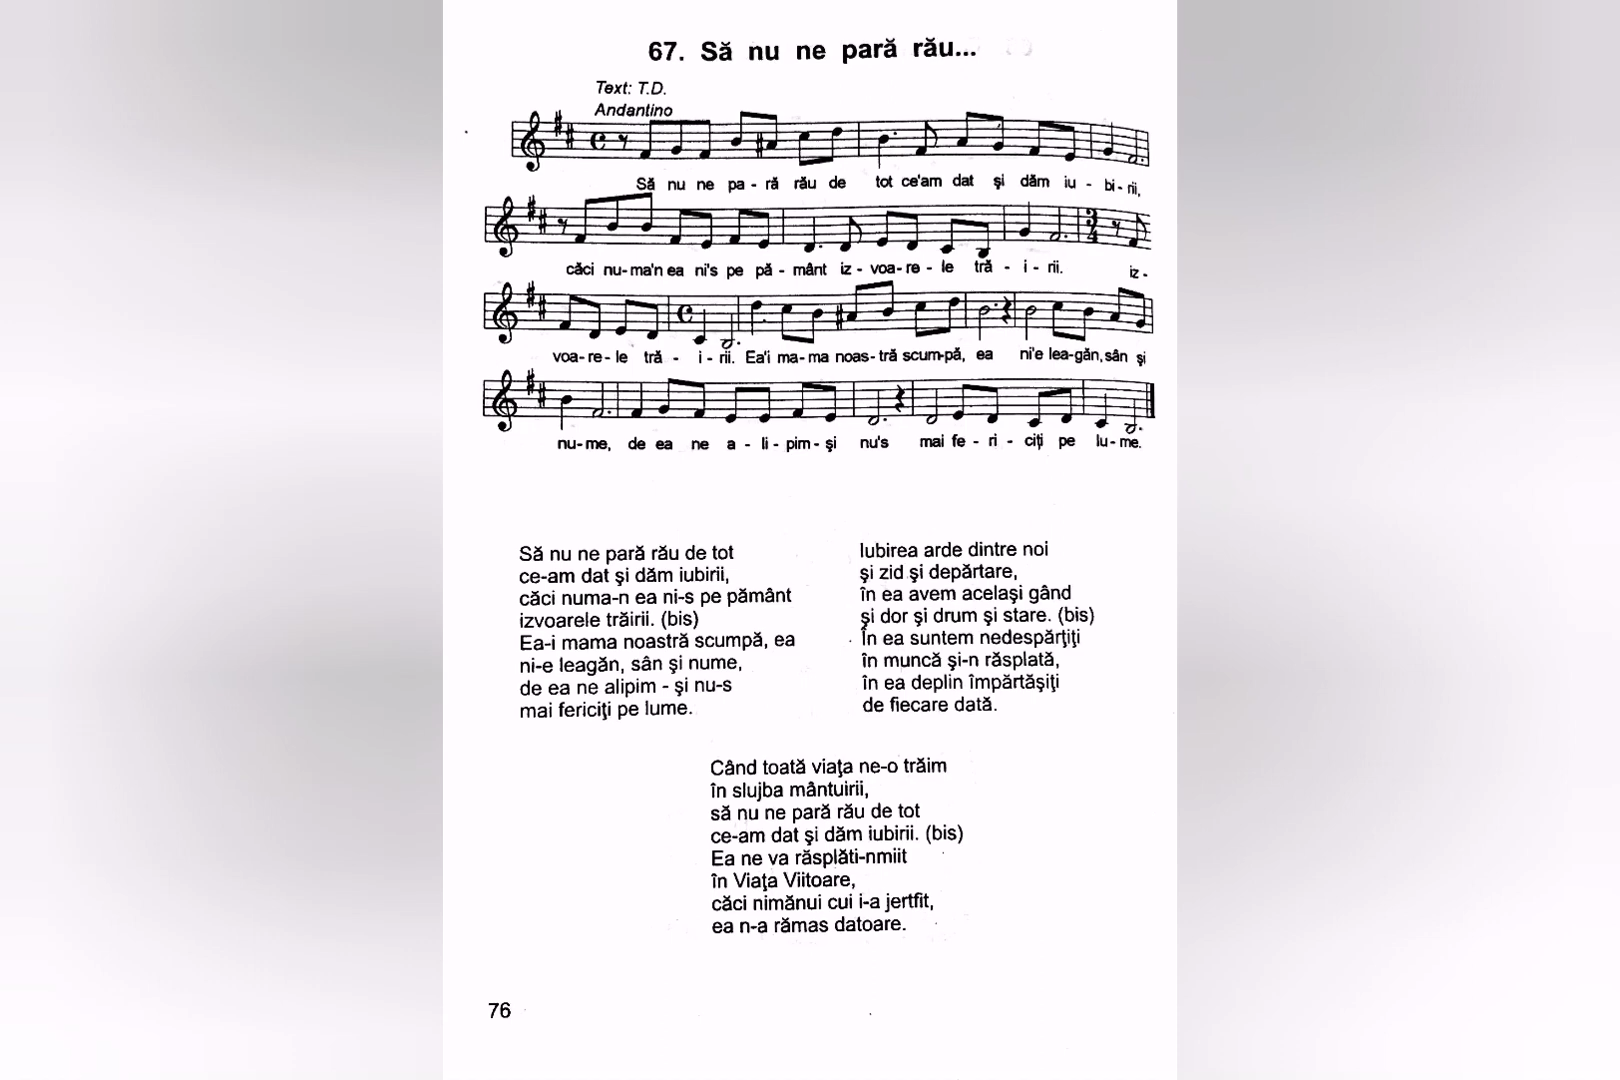 67. Să nu ne pară rău...
Text: T.D.
Andantino
Să nu ne pa - ră rău de tot ce'am dat şi dăm iu - bi - rii,
căci nu-ma'n ea ni's pe pă - mânt iz - voa - re - le tră - i - rii. iz -
voa - re - le tră - i - rii. Ea'i ma - ma noas - tră scum-pă, ea ni'e lea-găn, sân şi
nu - me, de ea ne a - li - pim - şi nu's mai fe - ri - ciţi pe lu - me.
Să nu ne pară rău de tot
ce-am dat şi dăm iubirii,
căci numa-n ea ni-s pe pământ
izvoarele trăirii. (bis)
Ea-i mama noastră scumpă, ea
ni-e leagăn, sân şi nume,
de ea ne alipim - şi nu-s
mai fericiţi pe lume.
Iubirea arde dintre noi
şi zid şi depărtare,
în ea avem acelaşi gând
şi dor şi drum şi stare. (bis)
În ea suntem nedespărţiţi
în muncă şi-n răsplată,
în ea deplin împărtăşiţi
de fiecare dată.
Când toată viaţa ne-o trăim
în slujba mântuirii,
să nu ne pară rău de tot
ce-am dat şi dăm iubirii. (bis)
Ea ne va răsplăti-nmiit
în Viaţa Viitoare,
căci nimănui cui i-a jertfit,
ea n-a rămas datoare.
76